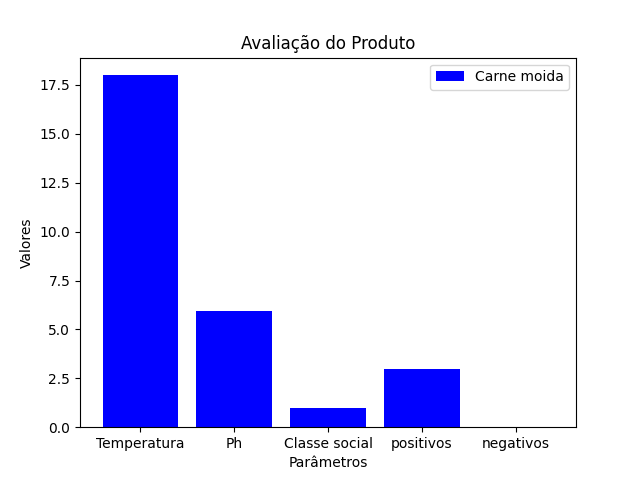 Avaliação do Produto
Carne moida
Valores
17.5
15.0
12.5
10.0
7.5
5.0
2.5
0.0
Temperatura Ph Classe social positivos negativos
Parâmetros